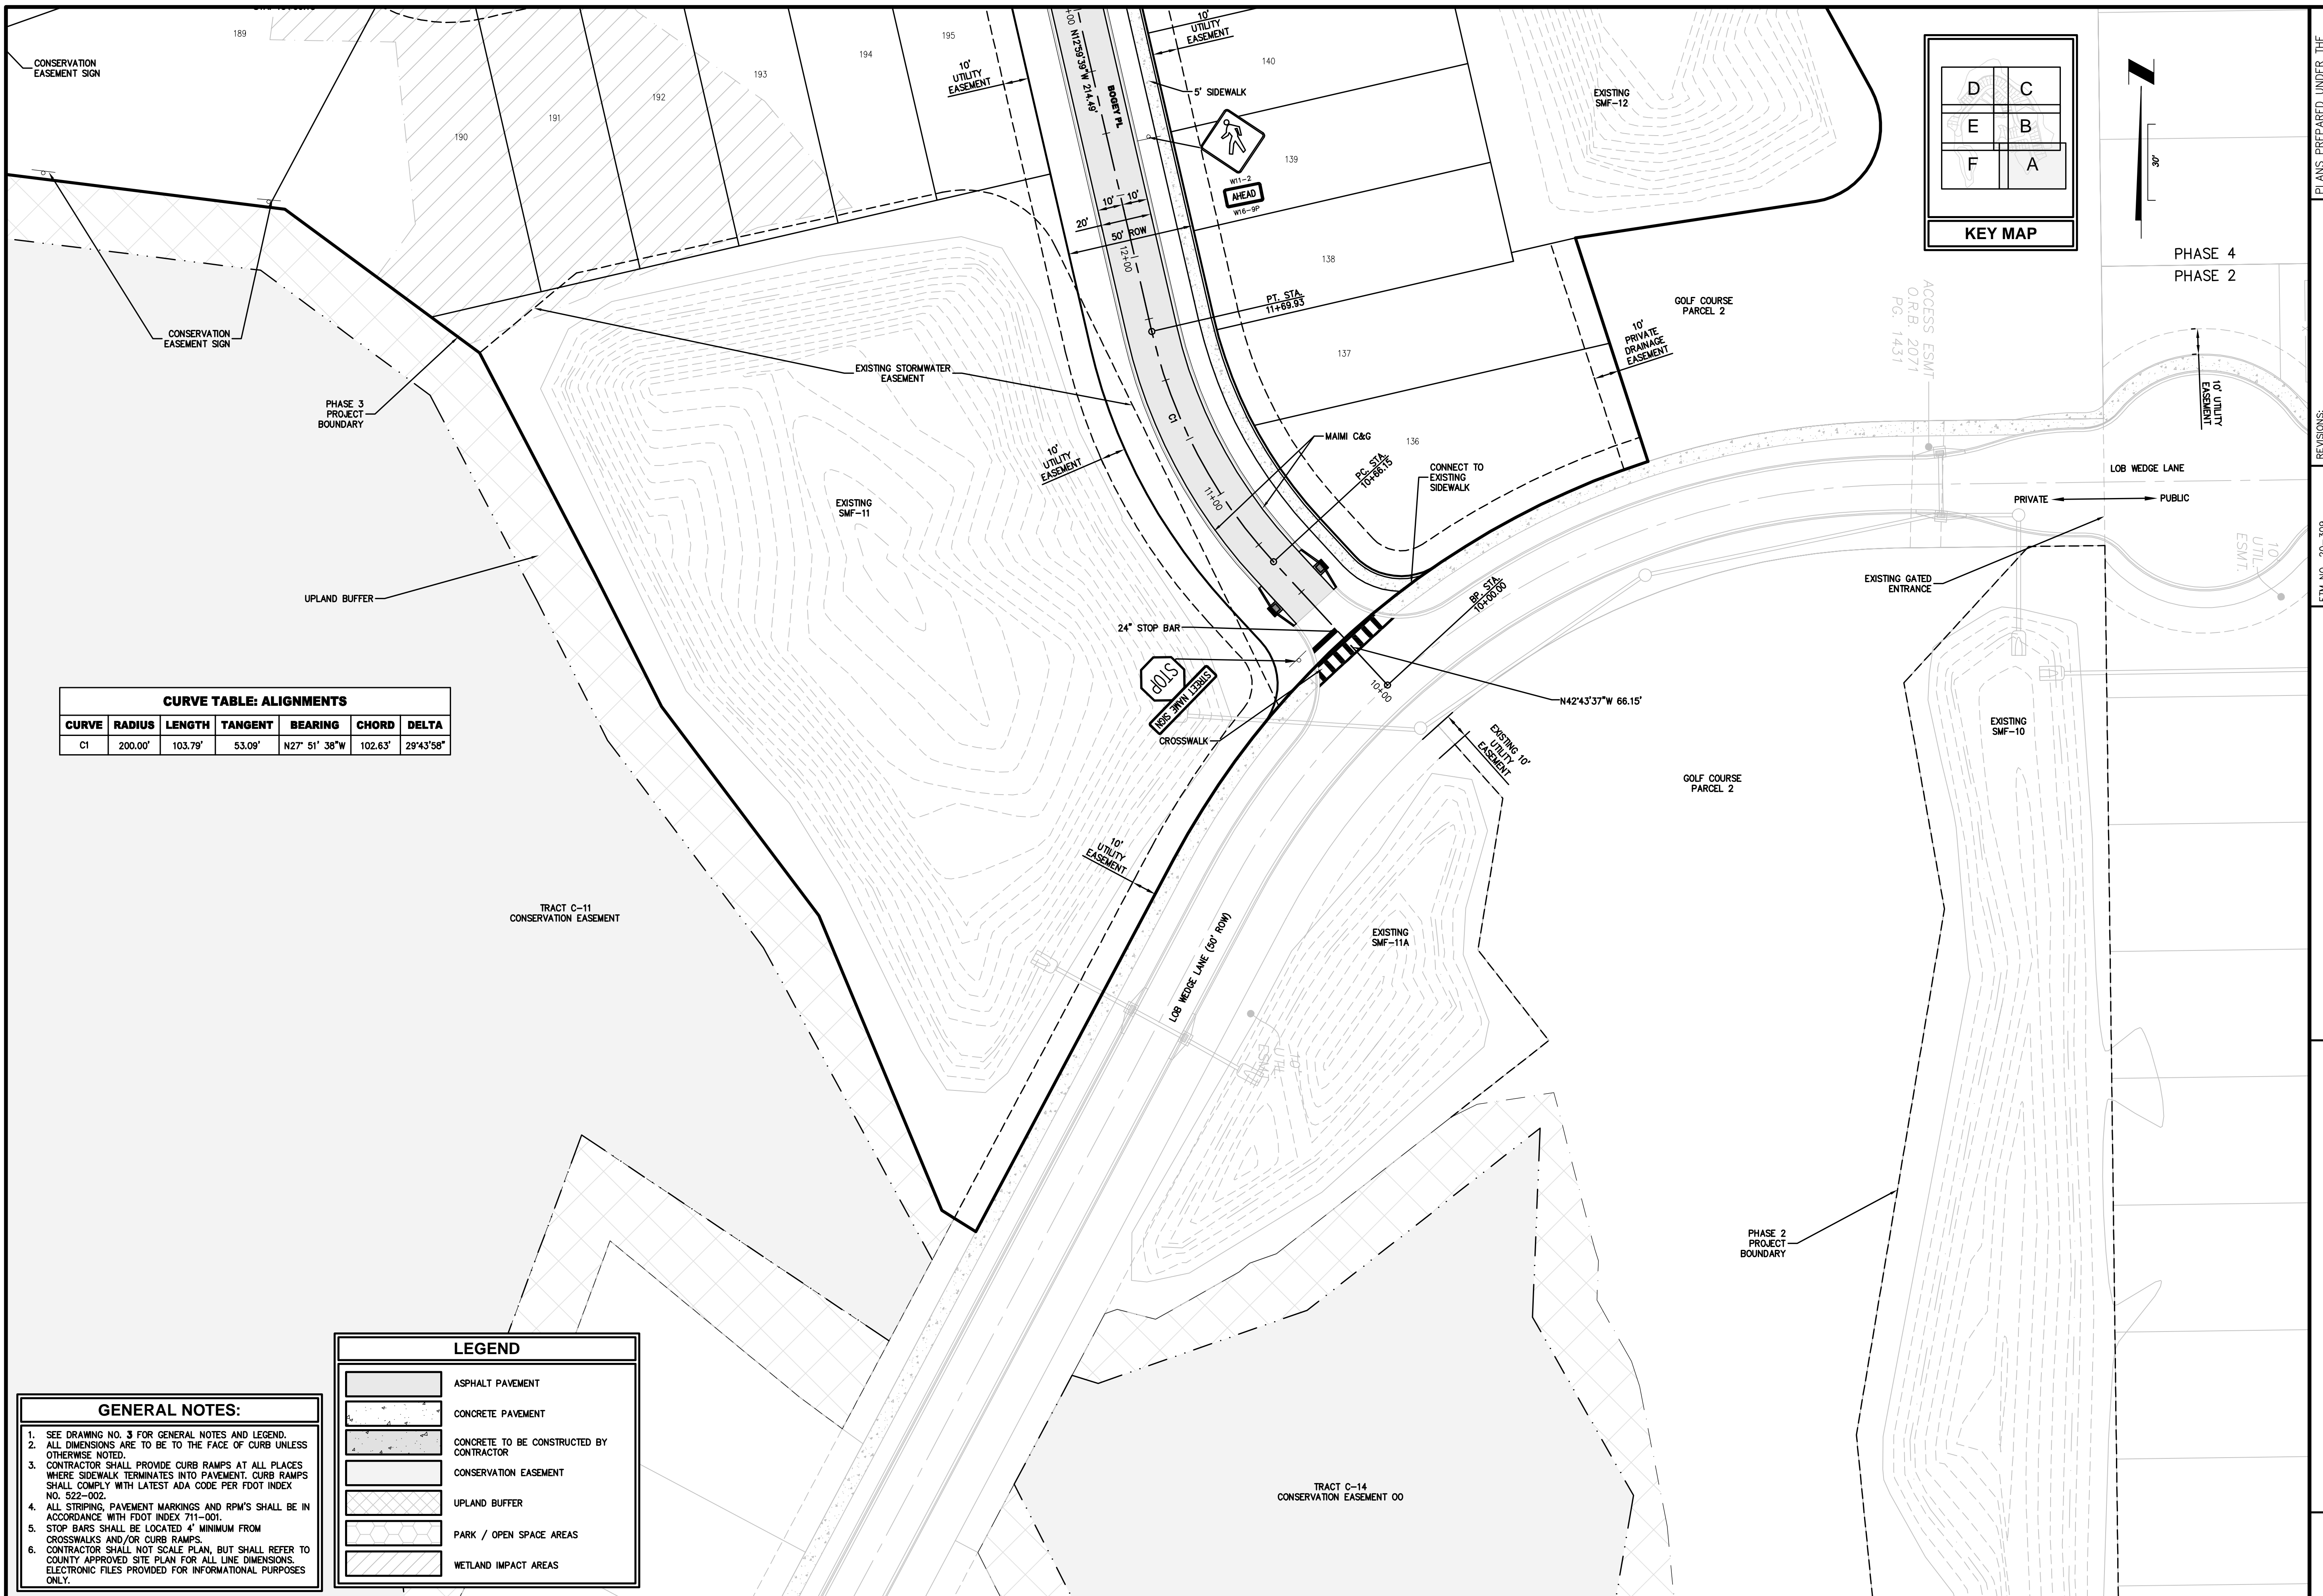 189
CONSERVATION
EASEMENT SIGN
190
191
192
193
194
195
10'
UTILITY
EASEMENT
N12°59'39"W 214.49'
BOGEY PL
10'
UTILITY
EASEMENT
140
5' SIDEWALK
W11-2
AHEAD
W16-9P
139
10'
10'
20'
50' ROW
12+00
138
PT. STA.
11+69.93
137
EXISTING
SMF-12
KEY MAP
D
C
E
B
F
A
30'
PHASE 4
PHASE 2
PLANS PREPARED UNDER THE
REVISIONS:
ETM NO. 20-309
CONSERVATION
EASEMENT SIGN
PHASE 3
PROJECT
BOUNDARY
EXISTING STORMWATER
EASEMENT
10'
UTILITY
EASEMENT
C1
MAIMI C&G
136
PC. STA.
10+66.15
CONNECT TO
EXISTING
SIDEWALK
10'
PRIVATE
DRAINAGE
EASEMENT
GOLF COURSE
PARCEL 2
ACCESS ESMT
O.R.B 2071
PG. 1431
10' UTILITY
EASEMENT
LOB WEDGE LANE
PRIVATE
PUBLIC
10'
UTIL.
ESMT.
EXISTING GATED
ENTRANCE
EXISTING
SMF-11
11+00
UPLAND BUFFER
24" STOP BAR
STOP
STREET NAME SIGN
CROSSWALK
BP. STA.
10+00.00
10+00
N42°43'37"W 66.15'
EXISTING 10'
UTILITY
EASEMENT
EXISTING
SMF-10
GOLF COURSE
PARCEL 2
CURVE TABLE: ALIGNMENTS
CURVE RADIUS LENGTH TANGENT BEARING CHORD DELTA
C1 200.00' 103.79' 53.09' N27° 51' 38"W 102.63' 29°43'58"
10'
UTILITY
EASEMENT
TRACT C-11
CONSERVATION EASEMENT
LOB WEDGE LANE (50' ROW)
EXISTING
SMF-11A
10'
UTIL.
ESMT.
PHASE 2
PROJECT
BOUNDARY
TRACT C-14
CONSERVATION EASEMENT OO
LEGEND
ASPHALT PAVEMENT
CONCRETE PAVEMENT
CONCRETE TO BE CONSTRUCTED BY
CONTRACTOR
CONSERVATION EASEMENT
UPLAND BUFFER
PARK / OPEN SPACE AREAS
WETLAND IMPACT AREAS
GENERAL NOTES:
1. SEE DRAWING NO. 3 FOR GENERAL NOTES AND LEGEND.
2. ALL DIMENSIONS ARE TO BE TO THE FACE OF CURB UNLESS
OTHERWISE NOTED.
3. CONTRACTOR SHALL PROVIDE CURB RAMPS AT ALL PLACES
WHERE SIDEWALK TERMINATES INTO PAVEMENT. CURB RAMPS
SHALL COMPLY WITH LATEST ADA CODE PER FDOT INDEX
NO. 522-002.
4. ALL STRIPING, PAVEMENT MARKINGS AND RPM'S SHALL BE IN
ACCORDANCE WITH FDOT INDEX 711-001.
5. STOP BARS SHALL BE LOCATED 4' MINIMUM FROM
CROSSWALKS AND/OR CURB RAMPS.
6. CONTRACTOR SHALL NOT SCALE PLAN, BUT SHALL REFER TO
COUNTY APPROVED SITE PLAN FOR ALL LINE DIMENSIONS.
ELECTRONIC FILES PROVIDED FOR INFORMATIONAL PURPOSES
ONLY.